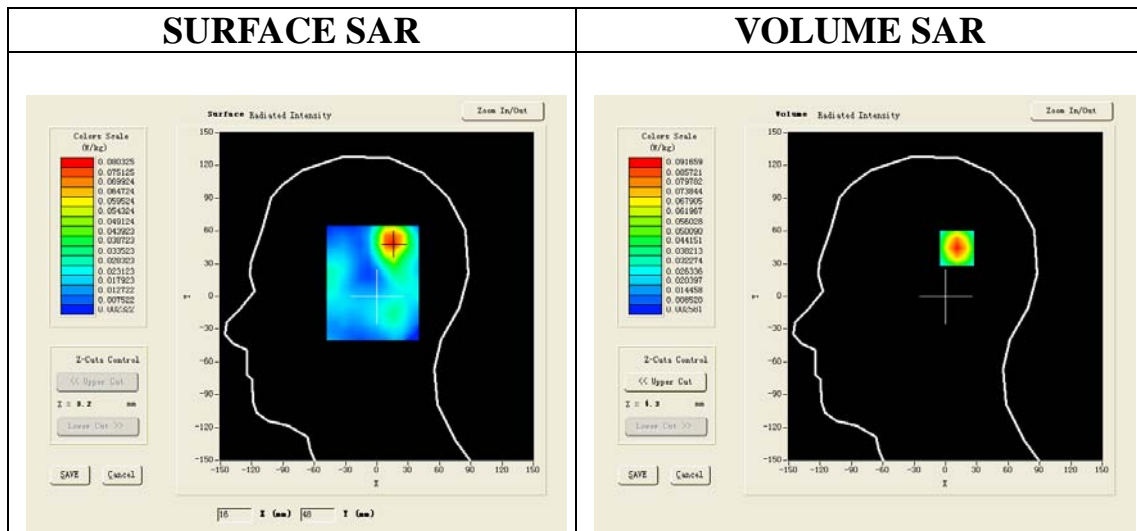 SURFACE SAR
VOLUME SAR
Surface Radiated Intensity
Zoom In/Out
Colors Scale
(W/kg)
0.080325
0.075125
0.069924
0.064724
0.059524
0.054324
0.049124
0.043923
0.038723
0.033523
0.028323
0.023123
0.017923
0.012722
0.007522
0.002322
150
120
90
60
30
0
-30
-60
-90
-120
-150
Y
-150 -120 -90 -60 -30 0 30 60 90 120 150
X
Z-Cuts Control
<< Upper Cut
mm
Lower Cut >>
SAVE Cancel
16 X (mm) 48 Y (mm)
Volume Radiated Intensity
Zoom In/Out
Colors Scale
(W/kg)
0.091659
0.085721
0.079782
0.073844
0.067905
0.061967
0.056028
0.050090
0.044151
0.038213
0.032274
0.026336
0.020397
0.014458
0.008520
0.002581
150
120
90
60
30
0
-30
-60
-90
-120
-150
Y
-150 -120 -90 -60 -30 0 30 60 90 120 150
X
Z-Cuts Control
<< Upper Cut
mm
Lower Cut >>
SAVE Cancel